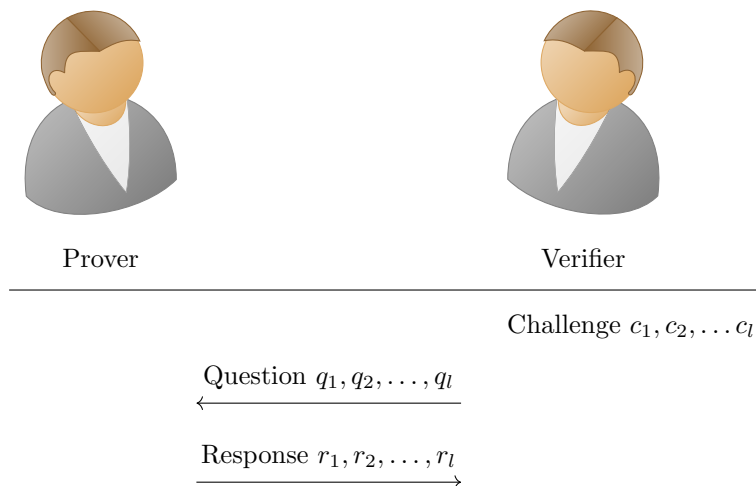 Prover
Verifier
Challenge c₁, c₂, … cₗ
Question q₁, q₂, …, qₗ
Response r₁, r₂, …, rₗ